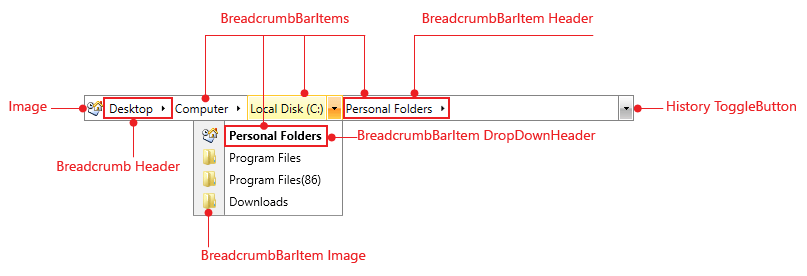 BreadcrumbBarItems
BreadcrumbBarItem Header
Image
Desktop
Computer
Local Disk (C:)
Personal Folders
History ToggleButton
Personal Folders
BreadcrumbBarItem DropDownHeader
Breadcrumb Header
Program Files
Program Files(86)
Downloads
BreadcrumbBarItem Image